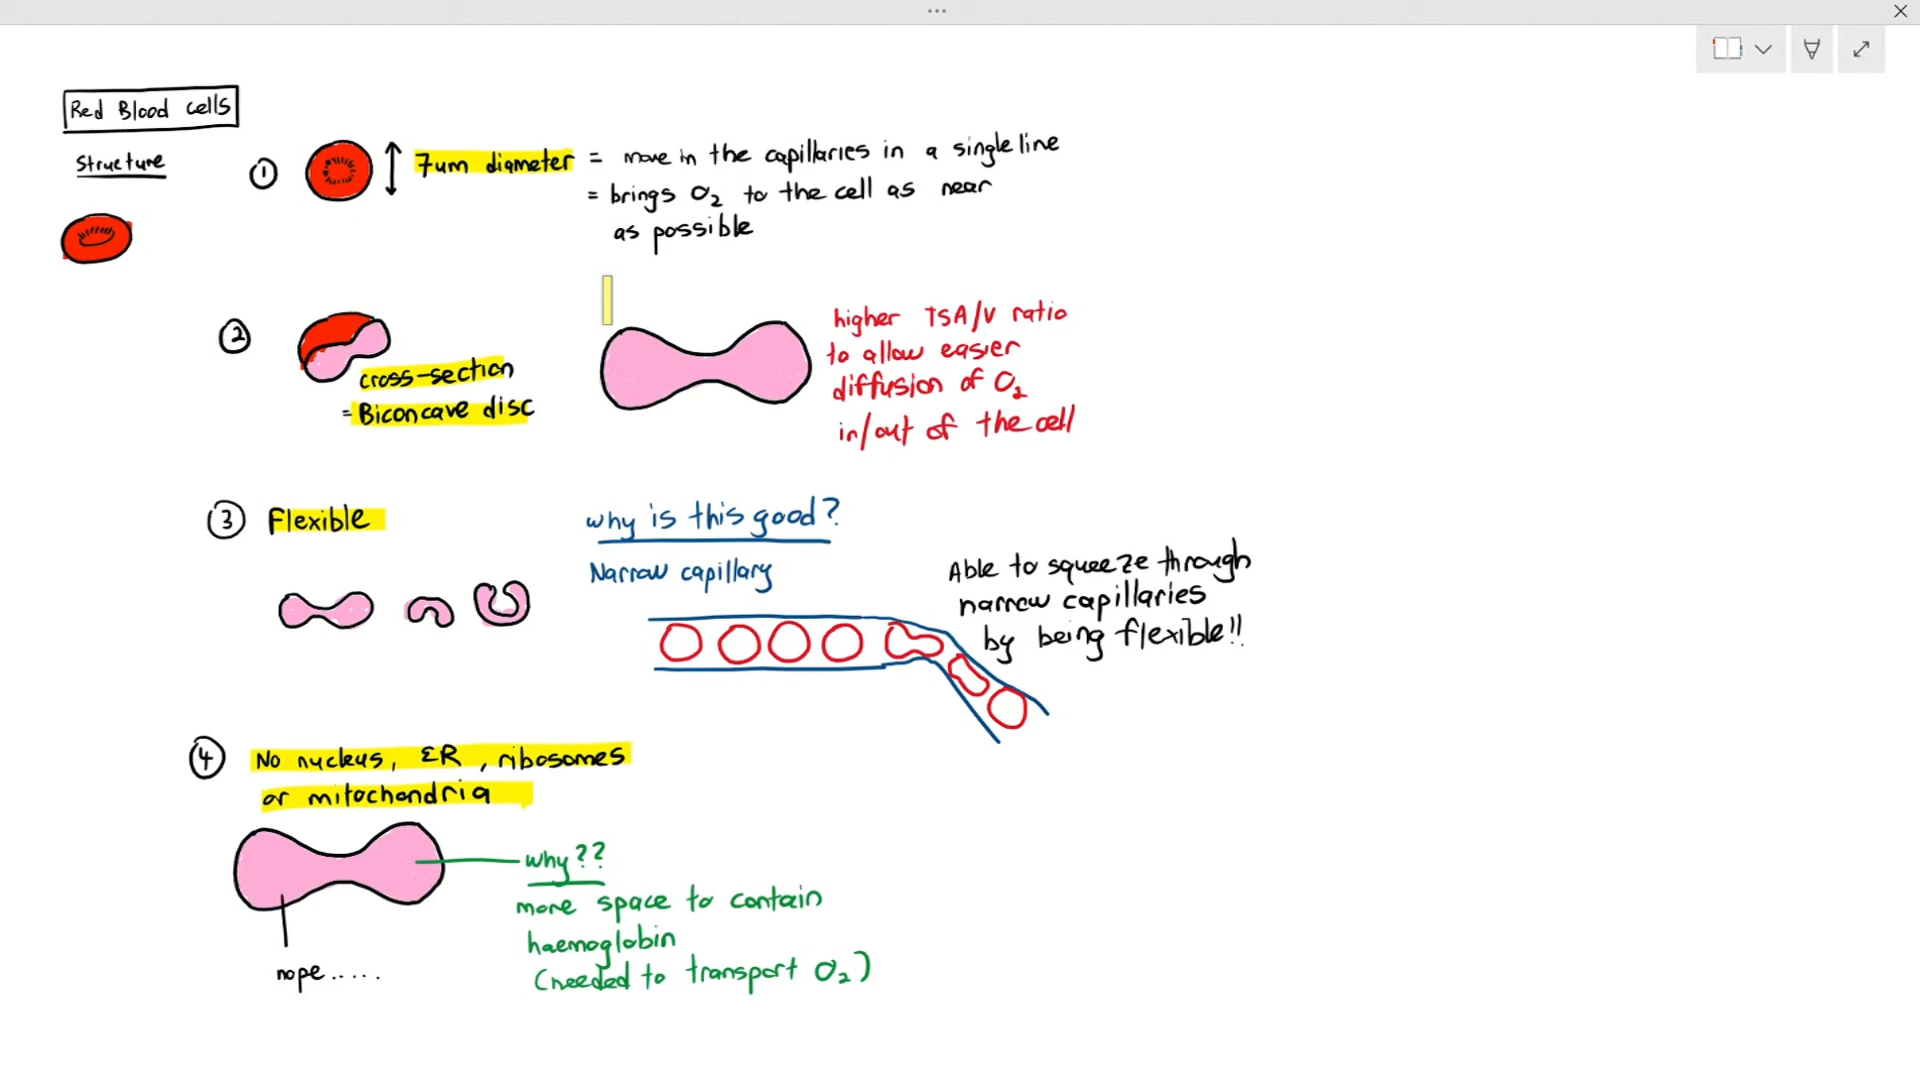 Red Blood cells
Structure
1
7um diameter
= move in the capillaries in a single line
= brings O2 to the cell as near
as possible
2
cross-section
= Biconcave disc
higher TSA/V ratio
to allow easier
diffusion of O2
in/out of the cell
3 Flexible
why is this good?
Narrow capillary
Able to squeeze through
narrow capillaries
by being flexible!!
4 No nucleus, ER, ribosomes
or mitochondria
why??
more space to contain
haemoglobin
(needed to transport O2)
nope.....